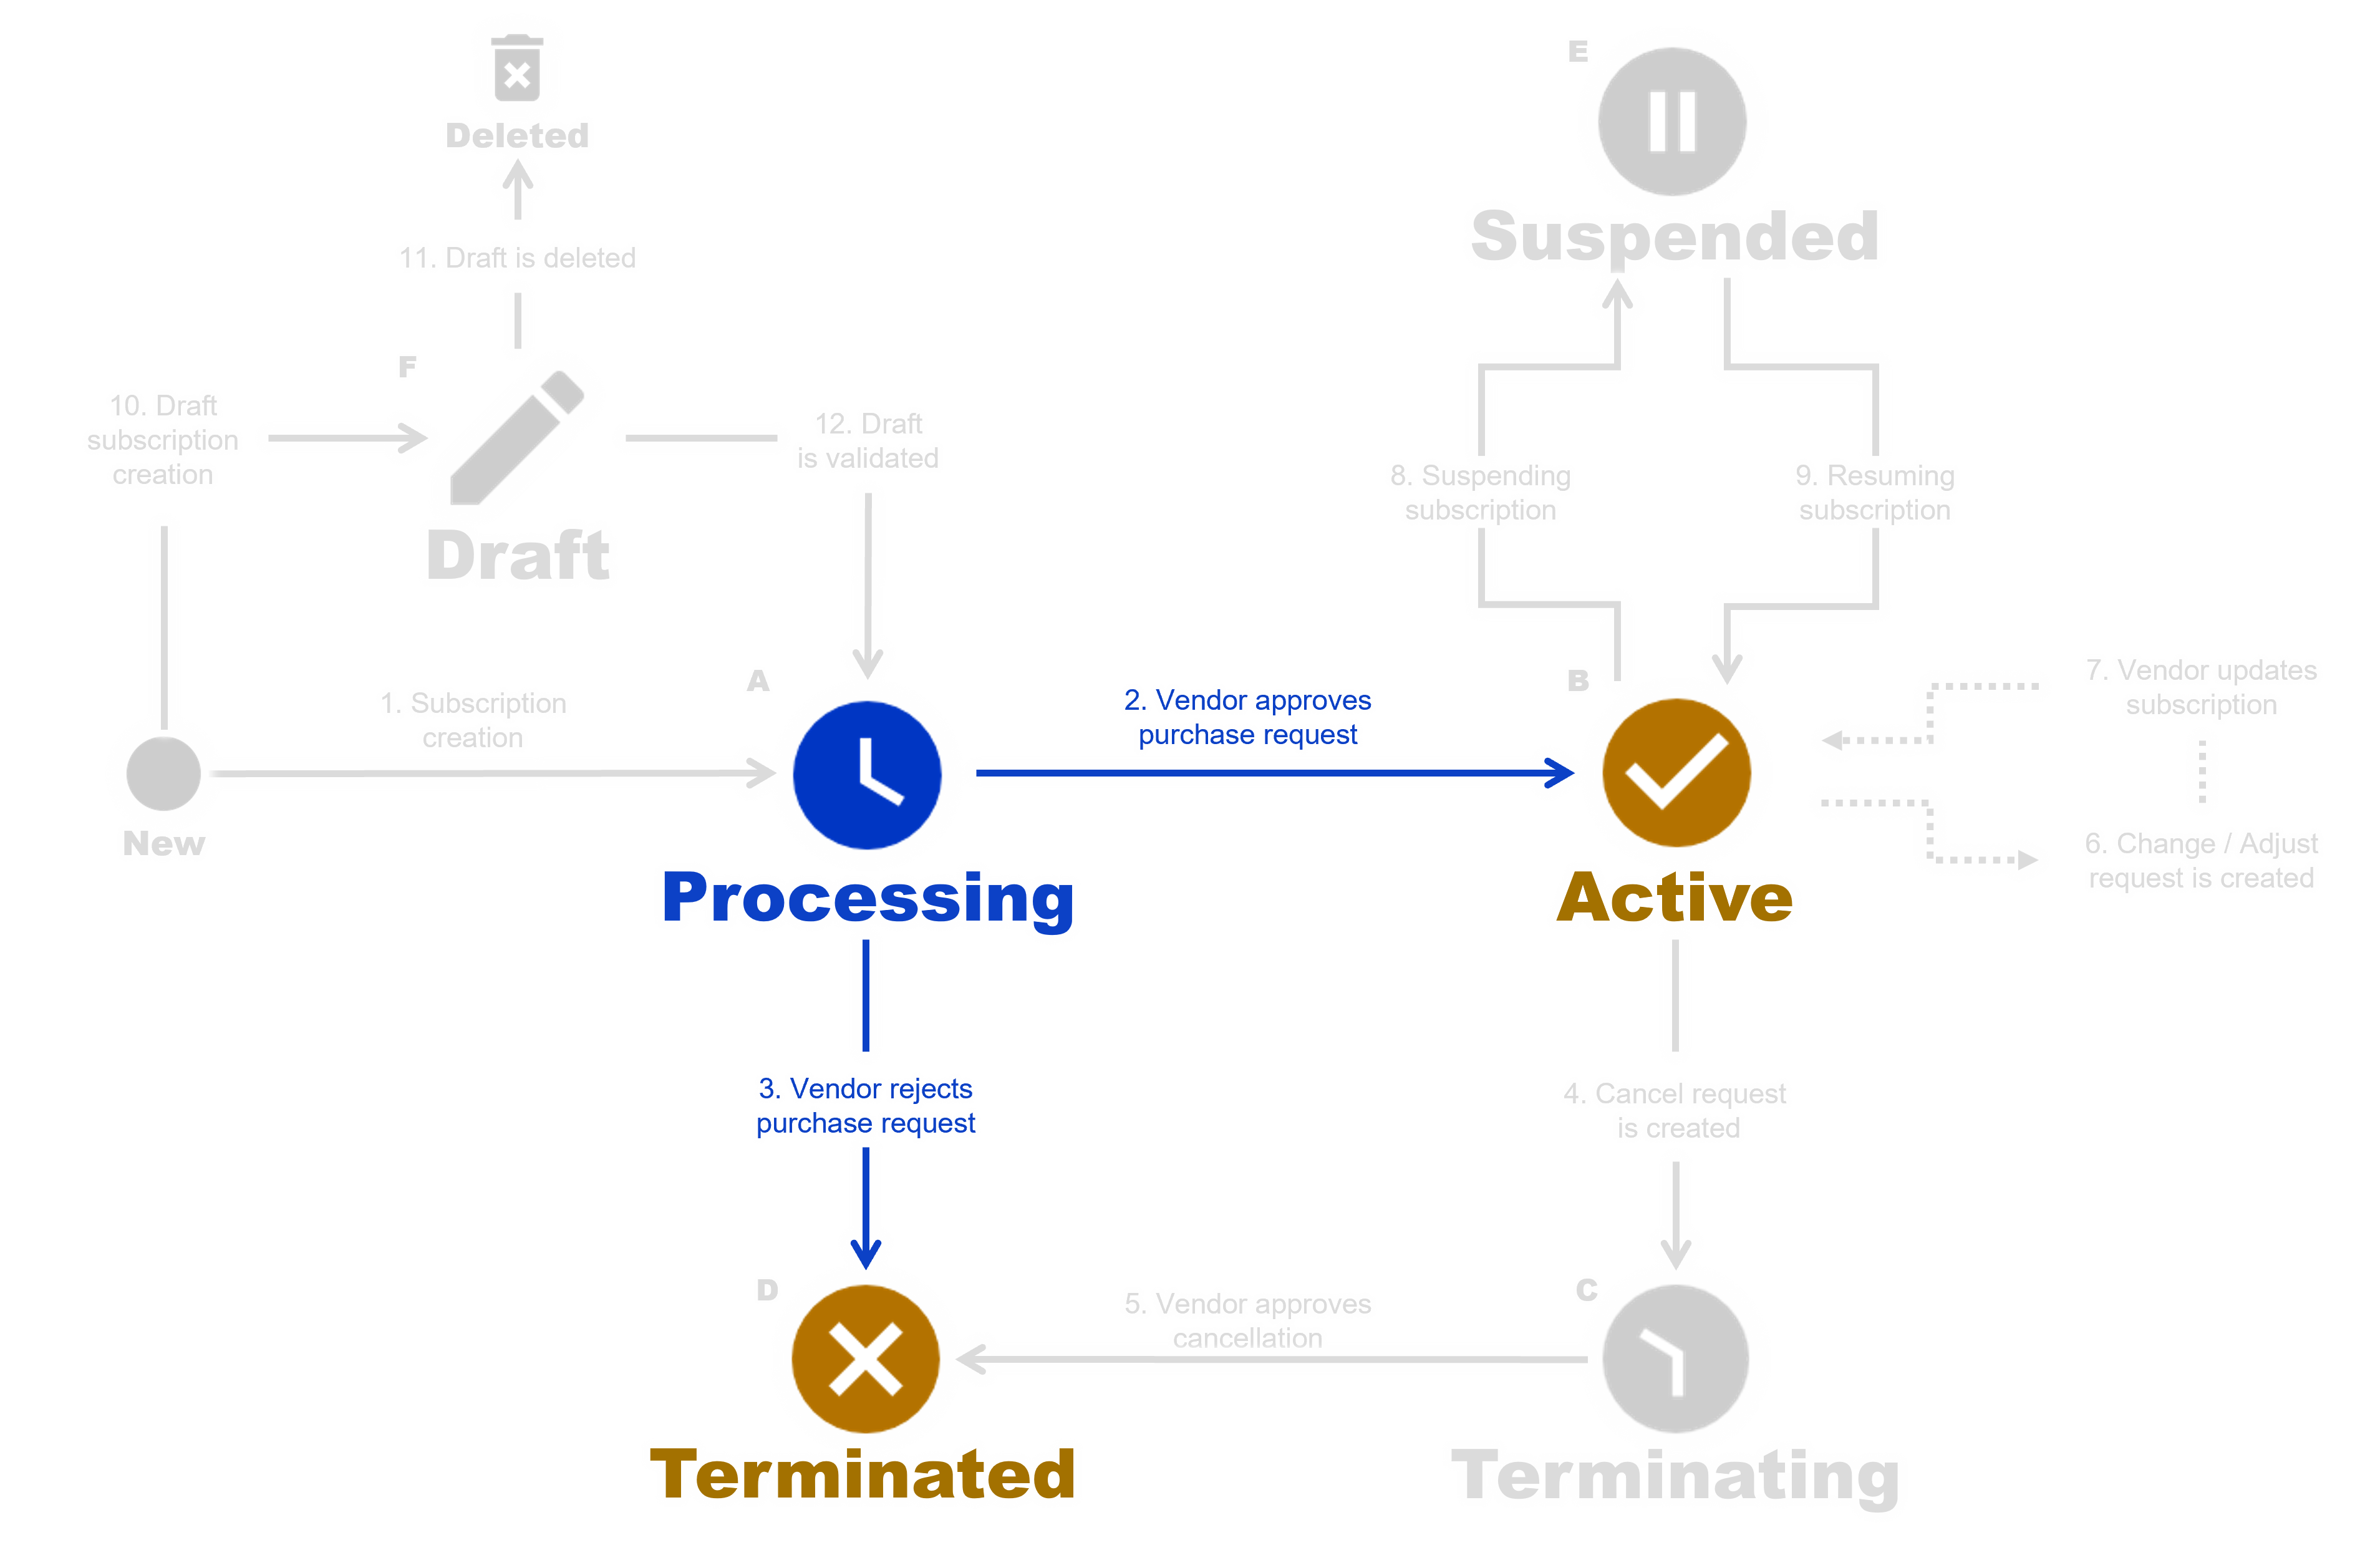 E
Deleted
Suspended
11. Draft is deleted
F
10. Draft
subscription
creation
12. Draft
is validated
Draft
8. Suspending
subscription
9. Resuming
subscription
A
B
1. Subscription
creation
2. Vendor approves
purchase request
7. Vendor updates
subscription
New
Processing
Active
6. Change / Adjust
request is created
3. Vendor rejects
purchase request
4. Cancel request
is created
D
C
5. Vendor approves
cancellation
Terminated
Terminating